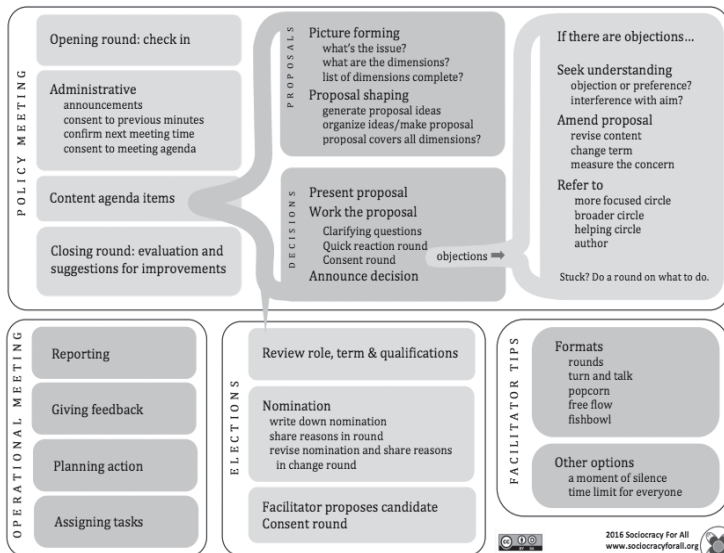 POLICY MEETING
Opening round: check in
Administrative
announcements
consent to previous minutes
confirm next meeting time
consent to meeting agenda
Content agenda items
Closing round: evaluation and
suggestions for improvements
PROPOSALS
Picture forming
what's the issue?
what are the dimensions?
list of dimensions complete?
Proposal shaping
generate proposal ideas
organize ideas/make proposal
proposal covers all dimensions?
DECISIONS
Present proposal
Work the proposal
Clarifying questions
Quick reaction round
Consent round
Announce decision
objections
If there are objections...
Seek understanding
objection or preference?
interference with aim?
Amend proposal
revise content
change term
measure the concern
Refer to
more focused circle
broader circle
helping circle
author
Stuck? Do a round on what to do.
OPERATIONAL MEETING
Reporting
Giving feedback
Planning action
Assigning tasks
ELECTIONS
Review role, term & qualifications
Nomination
write down nomination
share reasons in round
revise nomination and share reasons
in change round
Facilitator proposes candidate
Consent round
FACILITATOR TIPS
Formats
rounds
turn and talk
popcorn
free flow
fishbowl
Other options
a moment of silence
time limit for everyone
2016 Sociocracy For All
www.sociocracyforall.org